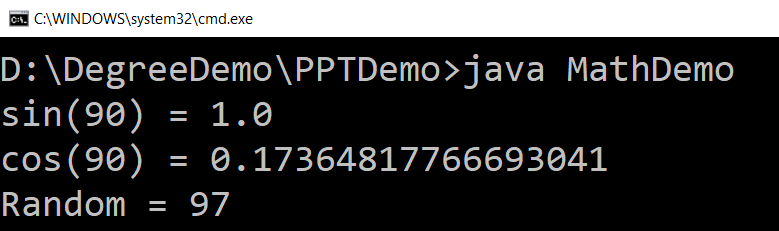 C:\WINDOWS\system32\cmd.exe
D:\DegreeDemo\PPTDemo>java MathDemo
sin(90) = 1.0
cos(90) = 0.17364817766693041
Random = 97